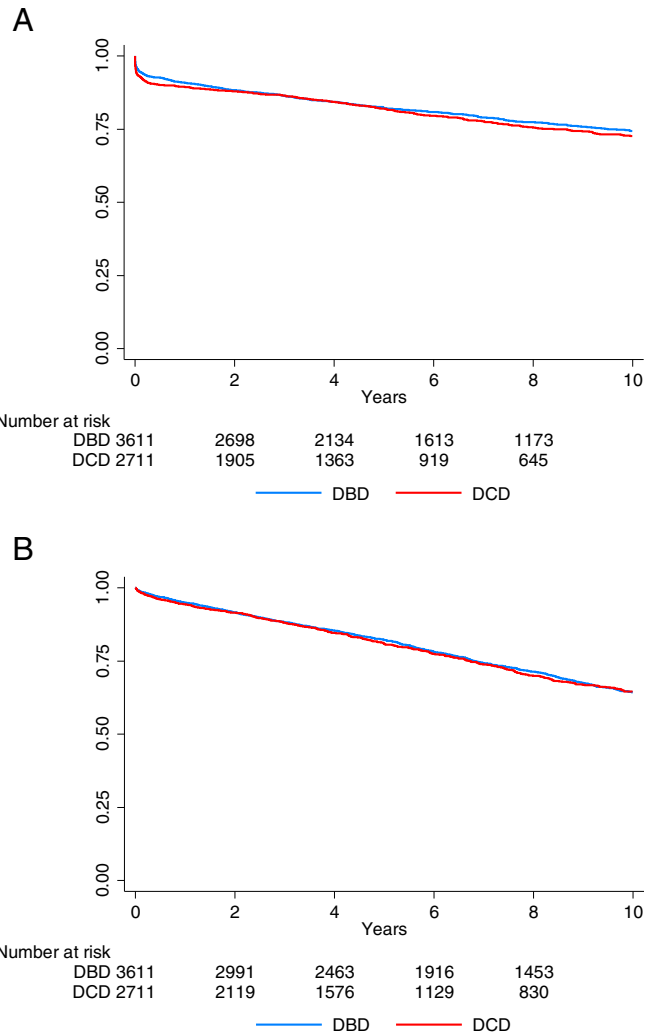 A
1.00
0.75
0.50
0.25
0.00
0 2 4 6 8 10
Years
Number at risk
DBD 3611 2698 2134 1613 1173
DCD 2711 1905 1363 919 645
DBD DCD
B
1.00
0.75
0.50
0.25
0.00
0 2 4 6 8 10
Years
Number at risk
DBD 3611 2991 2463 1916 1453
DCD 2711 2119 1576 1129 830
DBD DCD